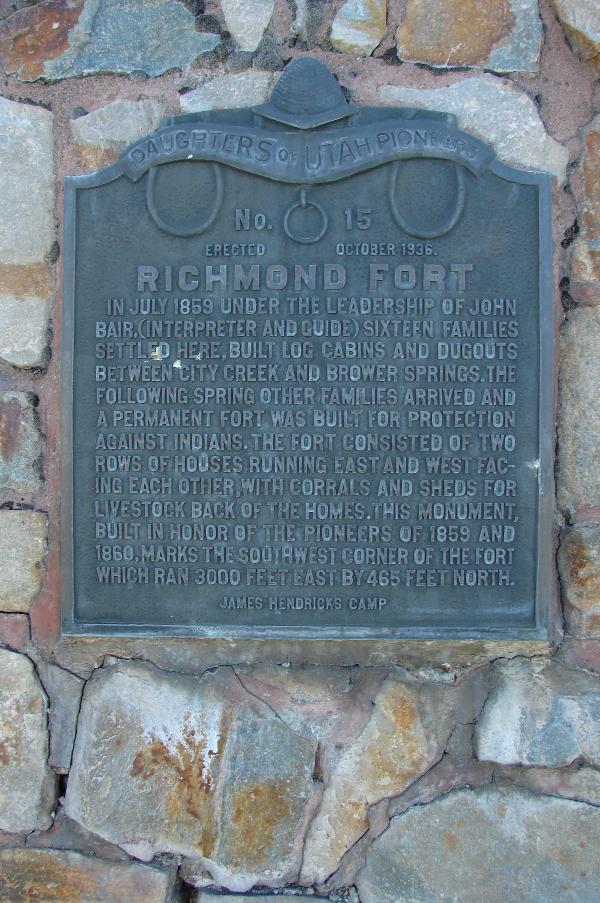 DAUGHTERS OF UTAH PIONEERS
No. 15
ERECTED OCTOBER 1936.
RICHMOND FORT
IN JULY 1859 UNDER THE LEADERSHIP OF JOHN
BAIR,(INTERPRETER AND GUIDE) SIXTEEN FAMILIES
SETTLED HERE, BUILT LOG CABINS AND DUGOUTS
BETWEEN CITY CREEK AND BROWER SPRINGS. THE
FOLLOWING SPRING OTHER FAMILIES ARRIVED AND
A PERMANENT FORT WAS BUILT FOR PROTECTION
AGAINST INDIANS. THE FORT CONSISTED OF TWO
ROWS OF HOUSES RUNNING EAST AND WEST FAC-
ING EACH OTHER, WITH CORRALS AND SHEDS FOR
LIVESTOCK BACK OF THE HOMES. THIS MONUMENT,
BUILT IN HONOR OF THE PIONEERS OF 1859 AND
1860, MARKS THE SOUTHWEST CORNER OF THE FORT
WHICH RAN 3000 FEET EAST BY 465 FEET NORTH.
JAMES HENDRICKS CAMP